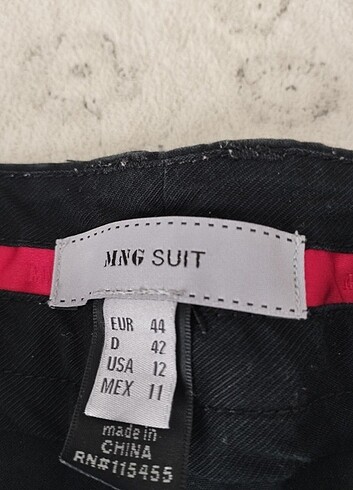 MNG SUIT
EUR 44
D 42
USA 12
MEX 11
made in
CHINA
RN#115455